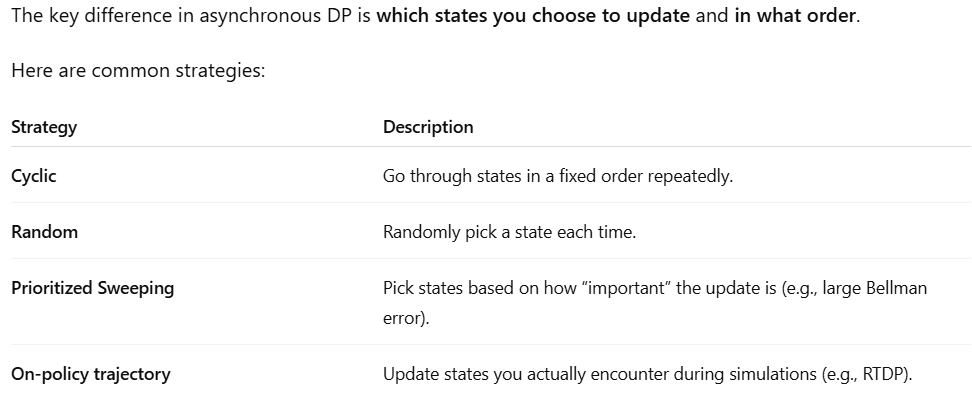 The key difference in asynchronous DP is which states you choose to update and in what order.
Here are common strategies:
Strategy Description
Cyclic Go through states in a fixed order repeatedly.
Random Randomly pick a state each time.
Prioritized Sweeping Pick states based on how “important” the update is (e.g., large Bellman
error).
On-policy trajectory Update states you actually encounter during simulations (e.g., RTDP).